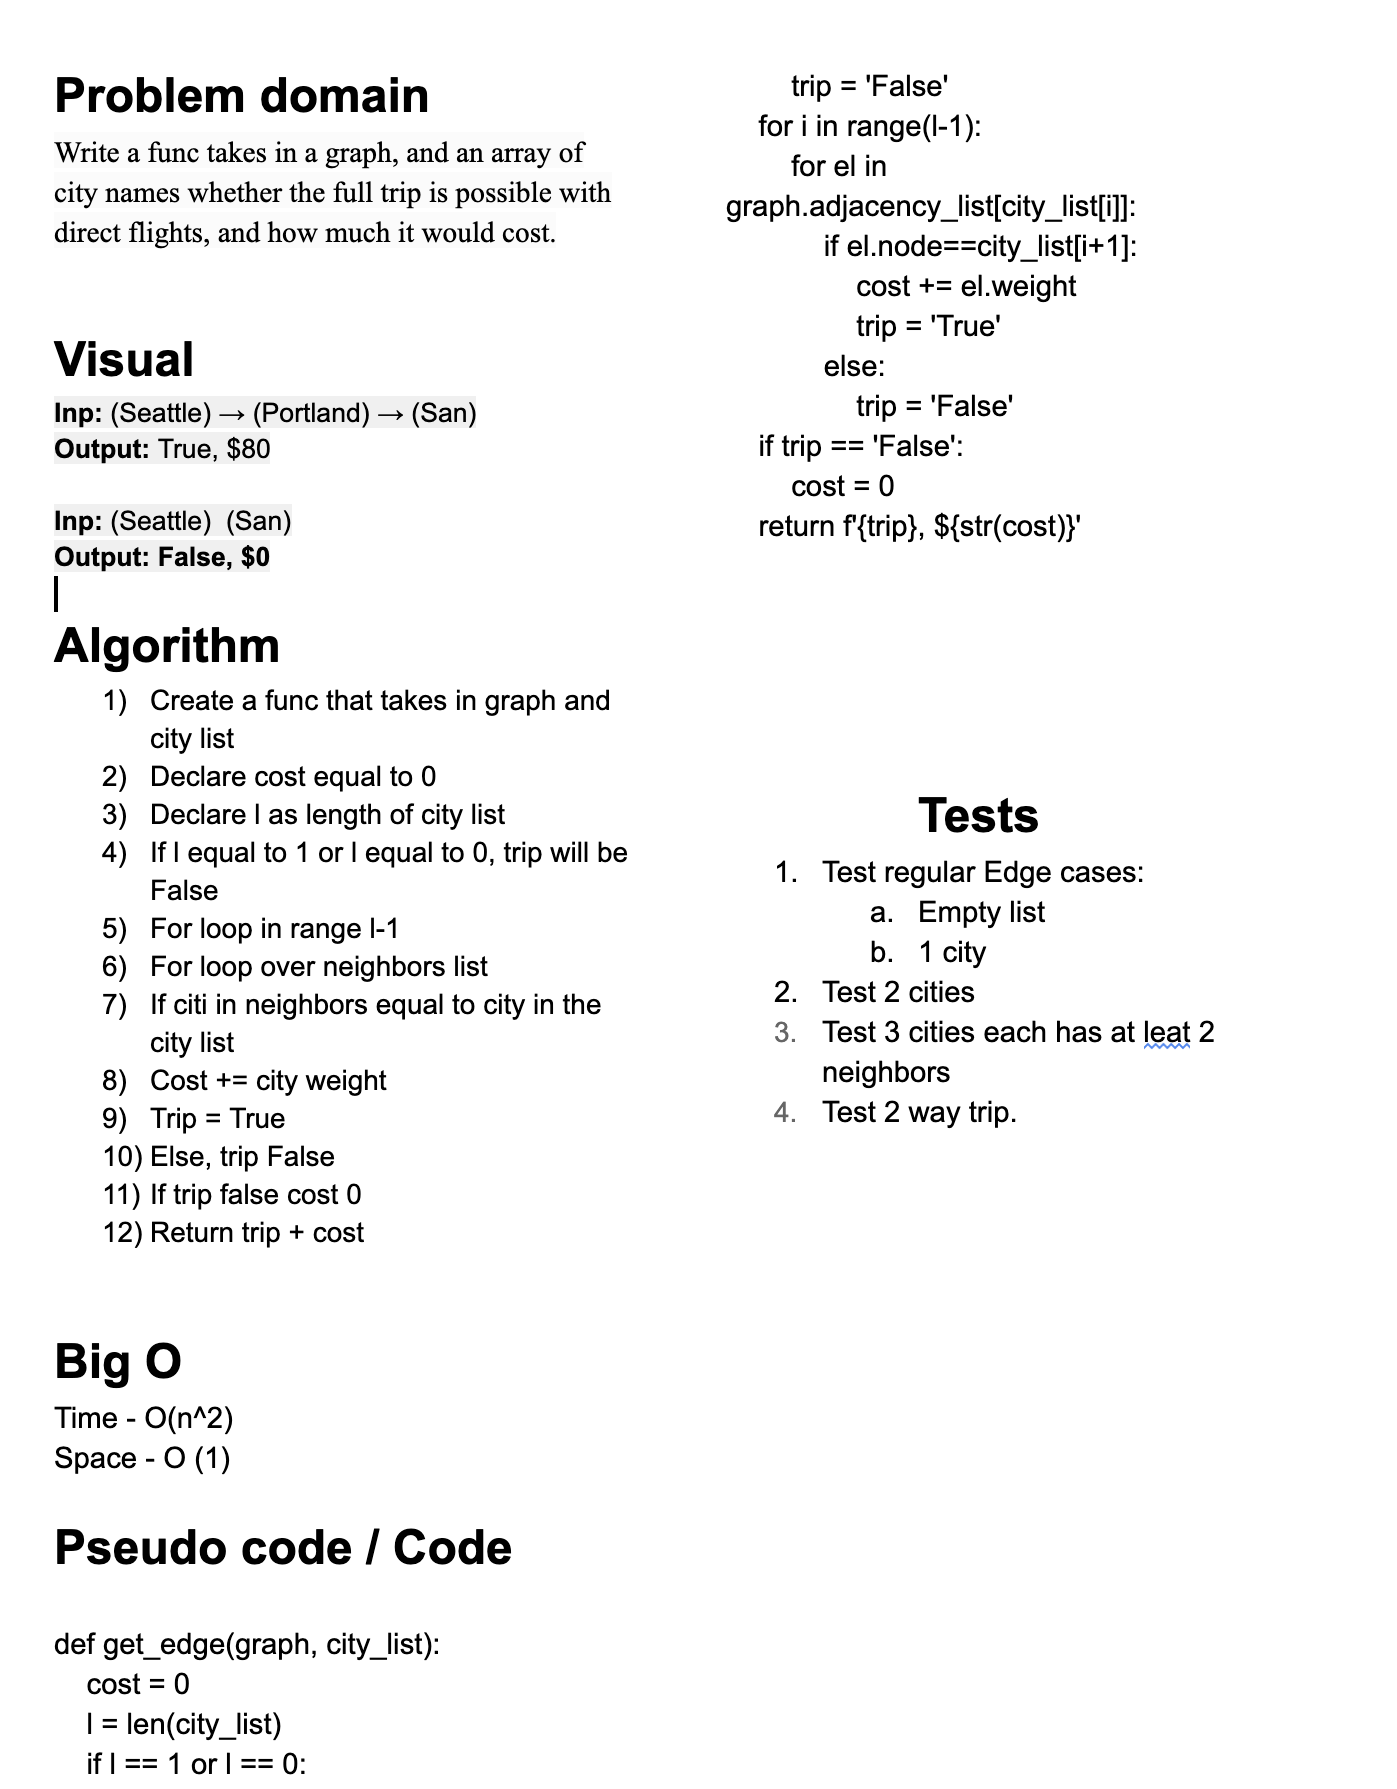 Problem domain
Write a func takes in a graph, and an array of
city names whether the full trip is possible with
direct flights, and how much it would cost.
Visual
Inp: (Seattle) → (Portland) → (San)
Output: True, $80
Inp: (Seattle)  (San)
Output: False, $0
Algorithm
1) Create a func that takes in graph and
city list
2) Declare cost equal to 0
3) Declare l as length of city list
4) If l equal to 1 or l equal to 0, trip will be
False
5) For loop in range l-1
6) For loop over neighbors list
7) If citi in neighbors equal to city in the
city list
8) Cost += city weight
9) Trip = True
10) Else, trip False
11) If trip false cost 0
12) Return trip + cost
Big O
Time - O(n^2)
Space - O (1)
Pseudo code / Code
def get_edge(graph, city_list):
cost = 0
l = len(city_list)
if l == 1 or l == 0:
trip = 'False'
for i in range(l-1):
for el in
graph.adjacency_list[city_list[i]]:
if el.node==city_list[i+1]:
cost += el.weight
trip = 'True'
else:
trip = 'False'
if trip == 'False':
cost = 0
return f'{trip}, ${str(cost)}'
Tests
1. Test regular Edge cases:
a. Empty list
b. 1 city
2. Test 2 cities
3. Test 3 cities each has at leat 2
neighbors
4. Test 2 way trip.